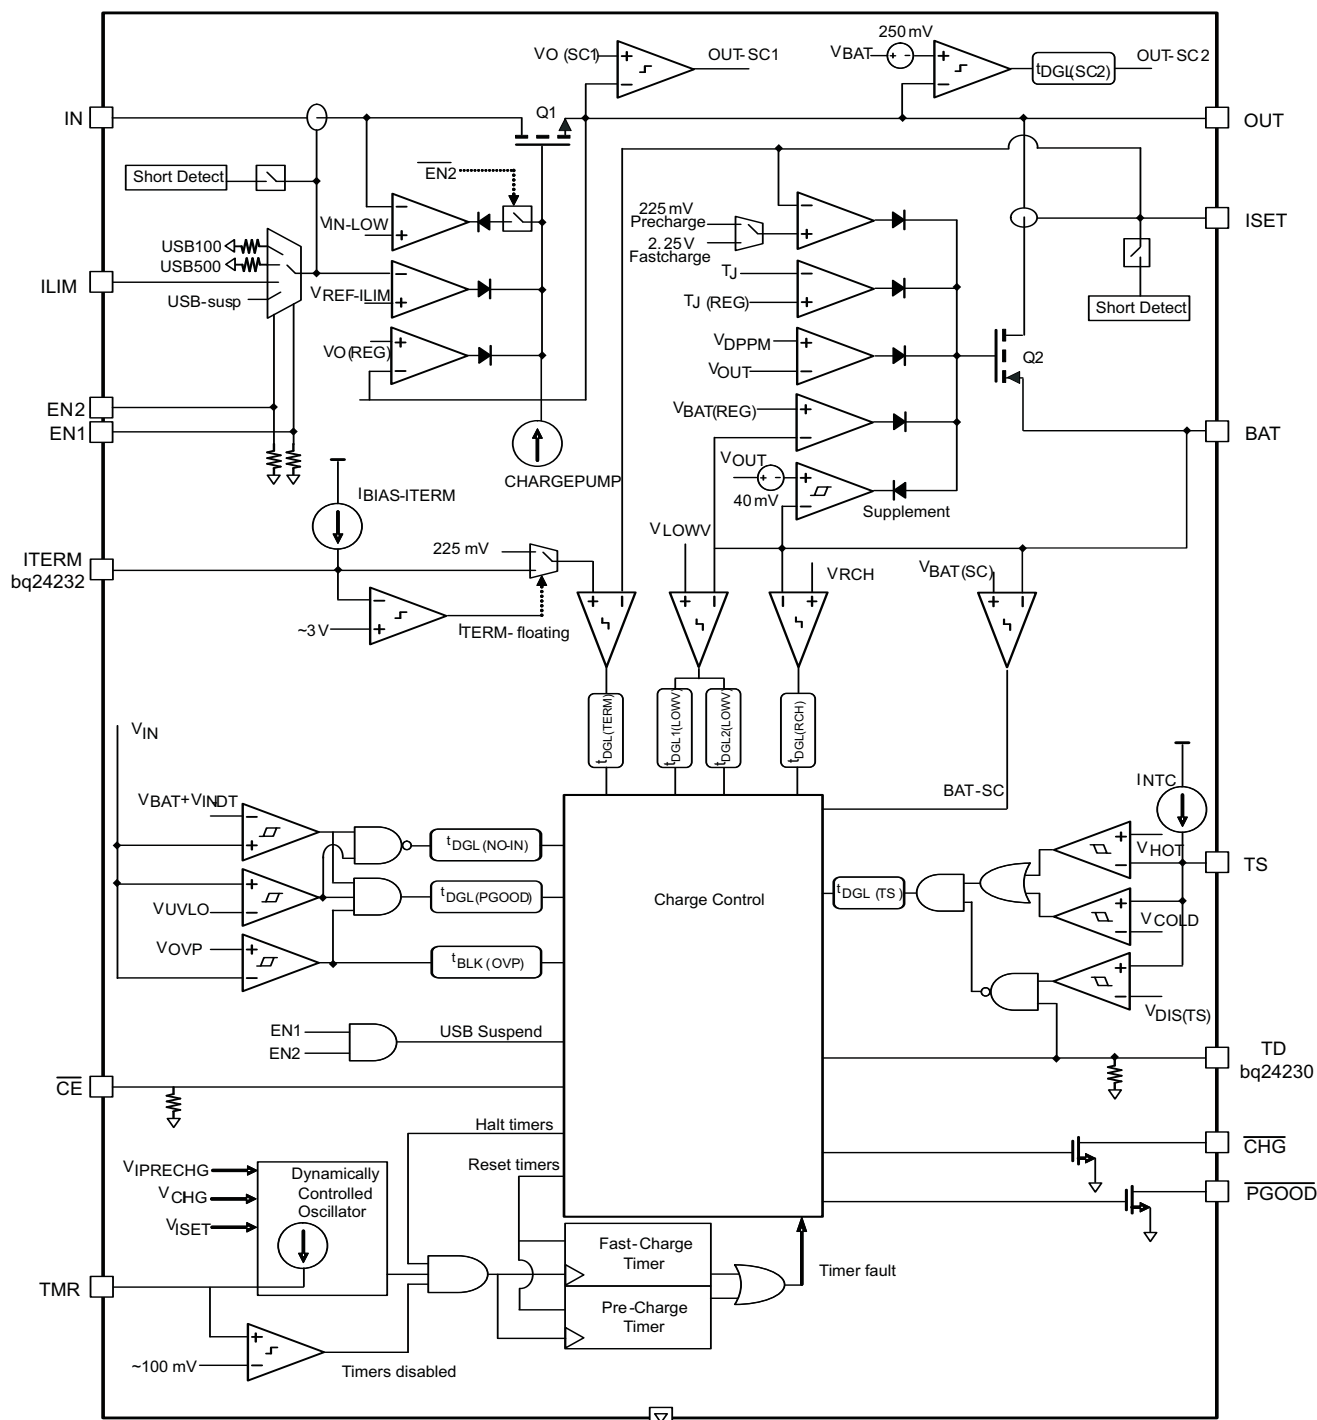 250 mV
VO (SC1)
OUT-SC1
VBAT
tDGL(SC2)
OUT-SC2
IN
Q1
OUT
EN2
Short Detect
VIN-LOW
225 mV
Precharge
2.25V
Fastcharge
ISET
USB100
USB500
ILIM
USB-susp
VREF-ILIM
TJ
TJ (REG)
Short Detect
VO(REG)
VDPPM
VOUT
Q2
EN2
EN1
VBAT(REG)
BAT
CHARGEPUMP
VOUT
40 mV
Supplement
IBIAS-ITERM
VLOWV
ITERM
bq24232
225 mV
VRCH
VBAT(SC)
~3 V
ITERM- floating
tDGL(TERM)
tDGL1(LOWV)
tDGL2(LOWV)
tDGL(RCH)
VIN
BAT-SC
INTC
VBAT+VINDT
tDGL(NO-IN)
VHOT
TS
tDGL(PGOOD)
Charge Control
tDGL (TS)
VUVLO
VCOLD
VOVP
tBLK(OVP)
VDIS(TS)
EN1
EN2
USB Suspend
TD
bq24230
CE
Halt timers
CHG
Reset timers
VIPRECHG
VCHG
VISET
Dynamically
Controlled
Oscillator
PGOOD
Fast-Charge
Timer
Timer fault
TMR
Pre-Charge
Timer
~100 mV
Timers disabled